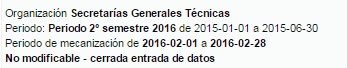 Organización Secretarías Generales Técnicas
Periodo: Periodo 2º semestre 2016 de 2015-01-01 a 2015-06-30
Periodo de mecanización de 2016-02-01 a 2016-02-28
No modificable - cerrada entrada de datos